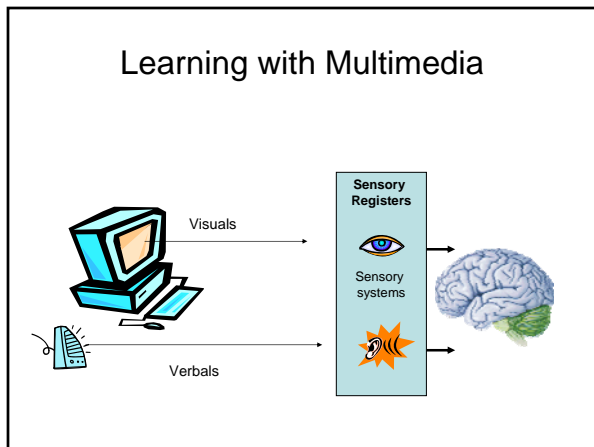 Learning with Multimedia
Sensory
Registers
Visuals
Sensory
systems
Verbals